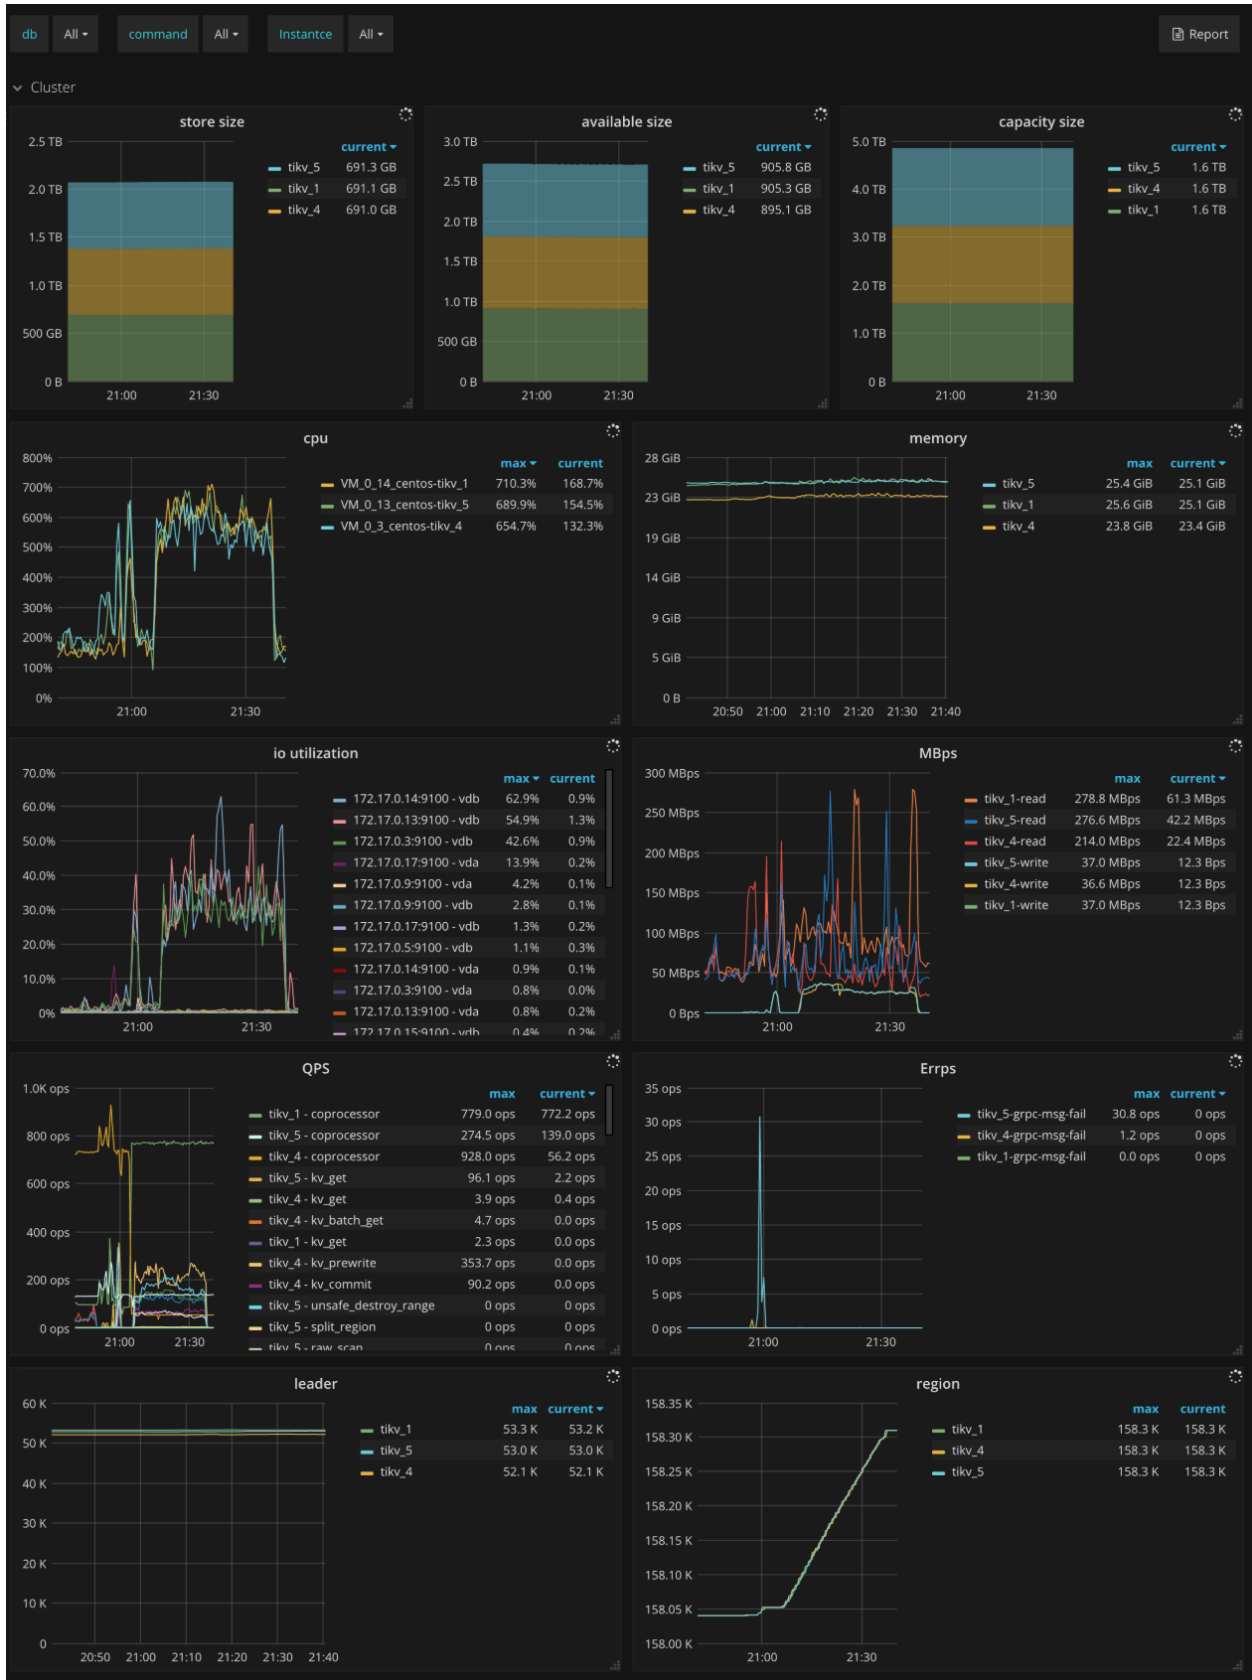 db All command All Instantce All Report
Cluster
store size
2.5 TB
2.0 TB
1.5 TB
1.0 TB
500 GB
0 B
21:00 21:30
current
tikv_5 691.3 GB
tikv_1 691.1 GB
tikv_4 691.0 GB
available size
3.0 TB
2.5 TB
2.0 TB
1.5 TB
1.0 TB
500 GB
0 B
21:00 21:30
current
tikv_5 905.8 GB
tikv_1 905.3 GB
tikv_4 895.1 GB
capacity size
5.0 TB
4.0 TB
3.0 TB
2.0 TB
1.0 TB
0 B
21:00 21:30
current
tikv_5 1.6 TB
tikv_4 1.6 TB
tikv_1 1.6 TB
cpu
800%
700%
600%
500%
400%
300%
200%
100%
0%
21:00 21:30
max current
VM_0_14_centos-tikv_1 710.3% 168.7%
VM_0_13_centos-tikv_5 689.9% 154.5%
VM_0_3_centos-tikv_4 654.7% 132.3%
memory
28 GiB
23 GiB
19 GiB
14 GiB
9 GiB
5 GiB
0 B
20:50 21:00 21:10 21:20 21:30 21:40
max current
tikv_5 25.4 GiB 25.1 GiB
tikv_1 25.6 GiB 25.1 GiB
tikv_4 23.8 GiB 23.4 GiB
io utilization
70.0%
60.0%
50.0%
40.0%
30.0%
20.0%
10.0%
0%
21:00 21:30
max current
172.17.0.14:9100 - vdb 62.9% 0.9%
172.17.0.13:9100 - vdb 54.9% 1.3%
172.17.0.3:9100 - vdb 42.6% 0.9%
172.17.0.17:9100 - vda 13.9% 0.2%
172.17.0.9:9100 - vda 4.2% 0.1%
172.17.0.9:9100 - vdb 2.8% 0.1%
172.17.0.17:9100 - vdb 1.3% 0.2%
172.17.0.5:9100 - vdb 1.1% 0.3%
172.17.0.14:9100 - vda 0.9% 0.1%
172.17.0.3:9100 - vda 0.8% 0.0%
172.17.0.13:9100 - vda 0.8% 0.2%
172.17.0.15:9100 - vdb 0.4% 0.2%
MBps
300 MBps
250 MBps
200 MBps
150 MBps
100 MBps
50 MBps
0 Bps
21:00 21:30
max current
tikv_1-read 278.8 MBps 61.3 MBps
tikv_5-read 276.6 MBps 42.2 MBps
tikv_4-read 214.0 MBps 22.4 MBps
tikv_5-write 37.0 MBps 12.3 Bps
tikv_4-write 36.6 MBps 12.3 Bps
tikv_1-write 37.0 MBps 12.3 Bps
QPS
1.0K ops
800 ops
600 ops
400 ops
200 ops
0 ops
21:00 21:30
max current
tikv_1 - coprocessor 779.0 ops 772.2 ops
tikv_5 - coprocessor 274.5 ops 139.0 ops
tikv_4 - coprocessor 928.0 ops 56.2 ops
tikv_5 - kv_get 96.1 ops 2.2 ops
tikv_4 - kv_get 3.9 ops 0.4 ops
tikv_4 - kv_batch_get 4.7 ops 0.0 ops
tikv_1 - kv_get 2.3 ops 0.0 ops
tikv_4 - kv_prewrite 353.7 ops 0.0 ops
tikv_4 - kv_commit 90.2 ops 0.0 ops
tikv_5 - unsafe_destroy_range 0 ops 0 ops
tikv_5 - split_region 0 ops 0 ops
tikv_5 - raw_scan 0 ops 0 ops
Errps
35 ops
30 ops
25 ops
20 ops
15 ops
10 ops
5 ops
0 ops
21:00 21:30
max current
tikv_5-grpc-msg-fail 30.8 ops 0 ops
tikv_4-grpc-msg-fail 1.2 ops 0 ops
tikv_1-grpc-msg-fail 0.0 ops 0 ops
leader
60 K
50 K
40 K
30 K
20 K
10 K
0
20:50 21:00 21:10 21:20 21:30 21:40
max current
tikv_1 53.3 K 53.2 K
tikv_5 53.0 K 53.0 K
tikv_4 52.1 K 52.1 K
region
158.35 K
158.30 K
158.25 K
158.20 K
158.15 K
158.10 K
158.05 K
158.00 K
21:00 21:30
max current
tikv_1 158.3 K 158.3 K
tikv_4 158.3 K 158.3 K
tikv_5 158.3 K 158.3 K